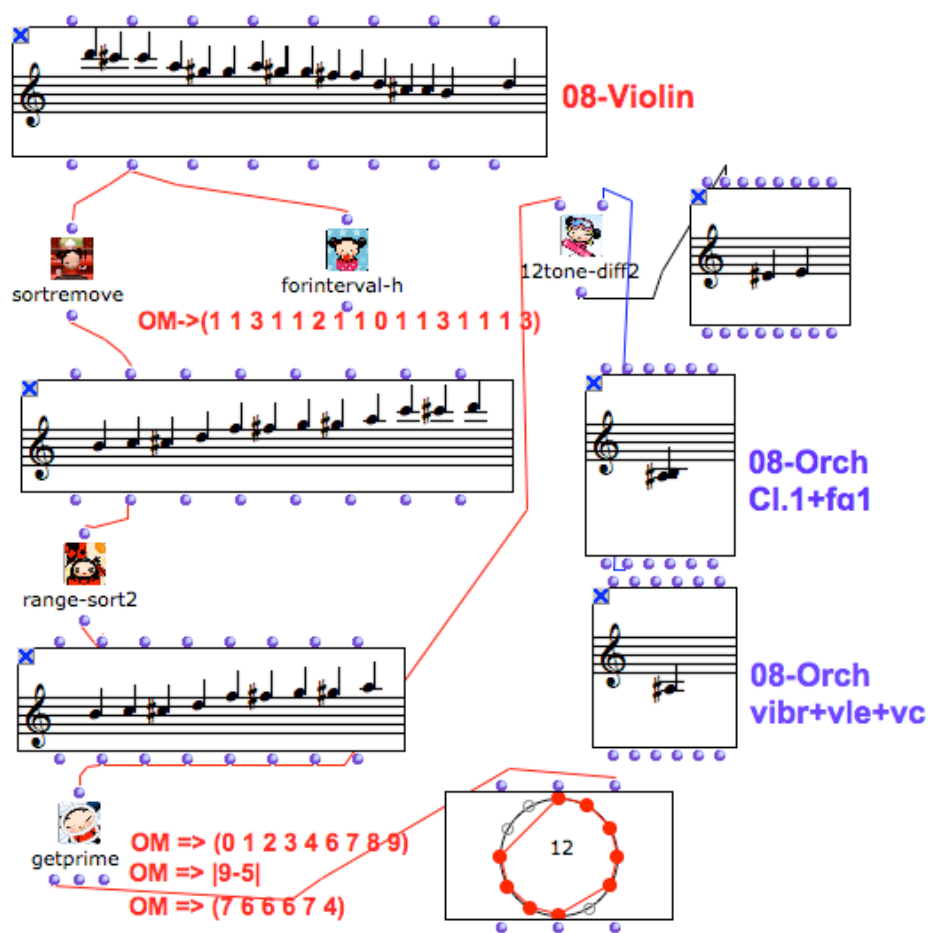 08-Violin
sortremove
forinterval-h
12tone-diff2
OM->(1 1 3 1 1 2 1 1 0 1 1 3 1 1 1 3)
08-Orch
Cl.1+fα1
range-sort2
08-Orch
vibr+vle+vc
getprime
OM => (0 1 2 3 4 6 7 8 9)
OM => |9-5|
OM => (7 6 6 6 7 4)
12